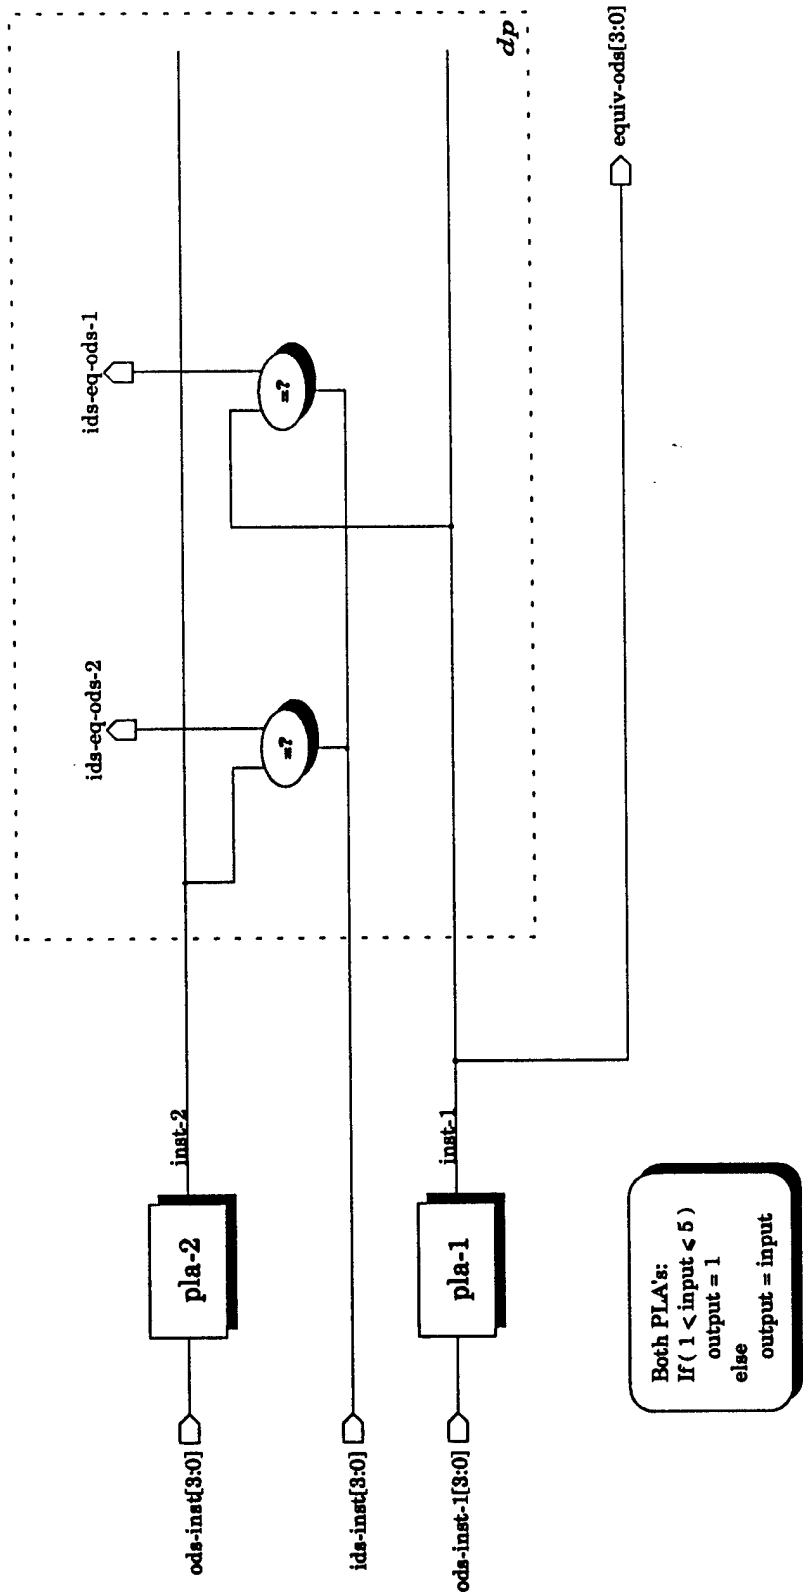 ods-inst[3:0]
pla-2
inst-2
ids-eq-ods-2
=?
ids-eq-ods-1
=?
ids-inst[3:0]
ods-inst-1[3:0]
pla-1
inst-1
dp
equiv-ods[3:0]
Both PLA's:
If( 1 < input < 5 )
output = 1
else
output = input